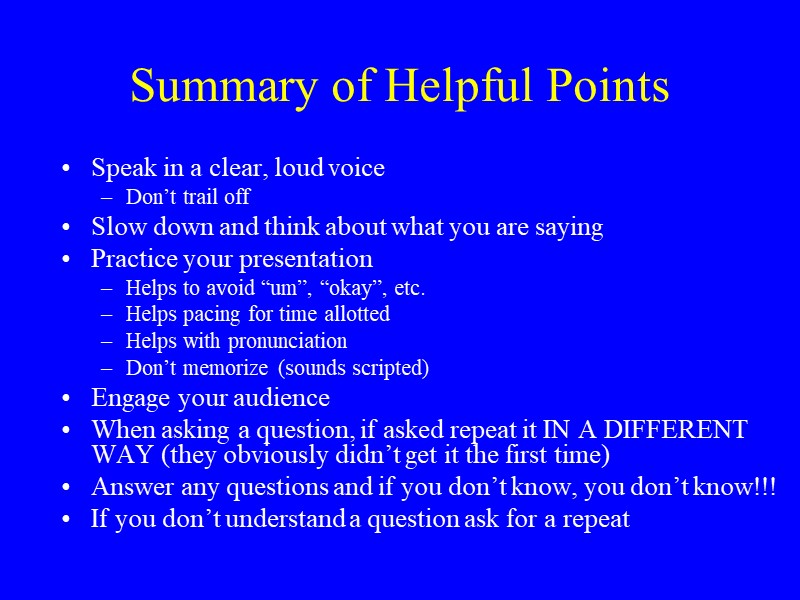 Summary of Helpful Points
• Speak in a clear, loud voice
– Don’t trail off
• Slow down and think about what you are saying
• Practice your presentation
– Helps to avoid “um”, “okay”, etc.
– Helps pacing for time allotted
– Helps with pronunciation
– Don’t memorize (sounds scripted)
• Engage your audience
• When asking a question, if asked repeat it IN A DIFFERENT
WAY (they obviously didn’t get it the first time)
• Answer any questions and if you don’t know, you don’t know!!!
• If you don’t understand a question ask for a repeat